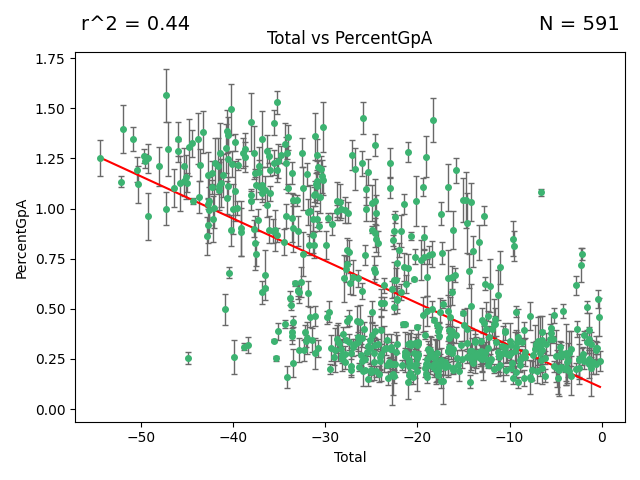 r^2 = 0.44
N = 591
Total vs PercentGpA
1.75
1.50
1.25
1.00
0.75
0.50
0.25
0.00
PercentGpA
−50
−40
−30
−20
−10
0
Total